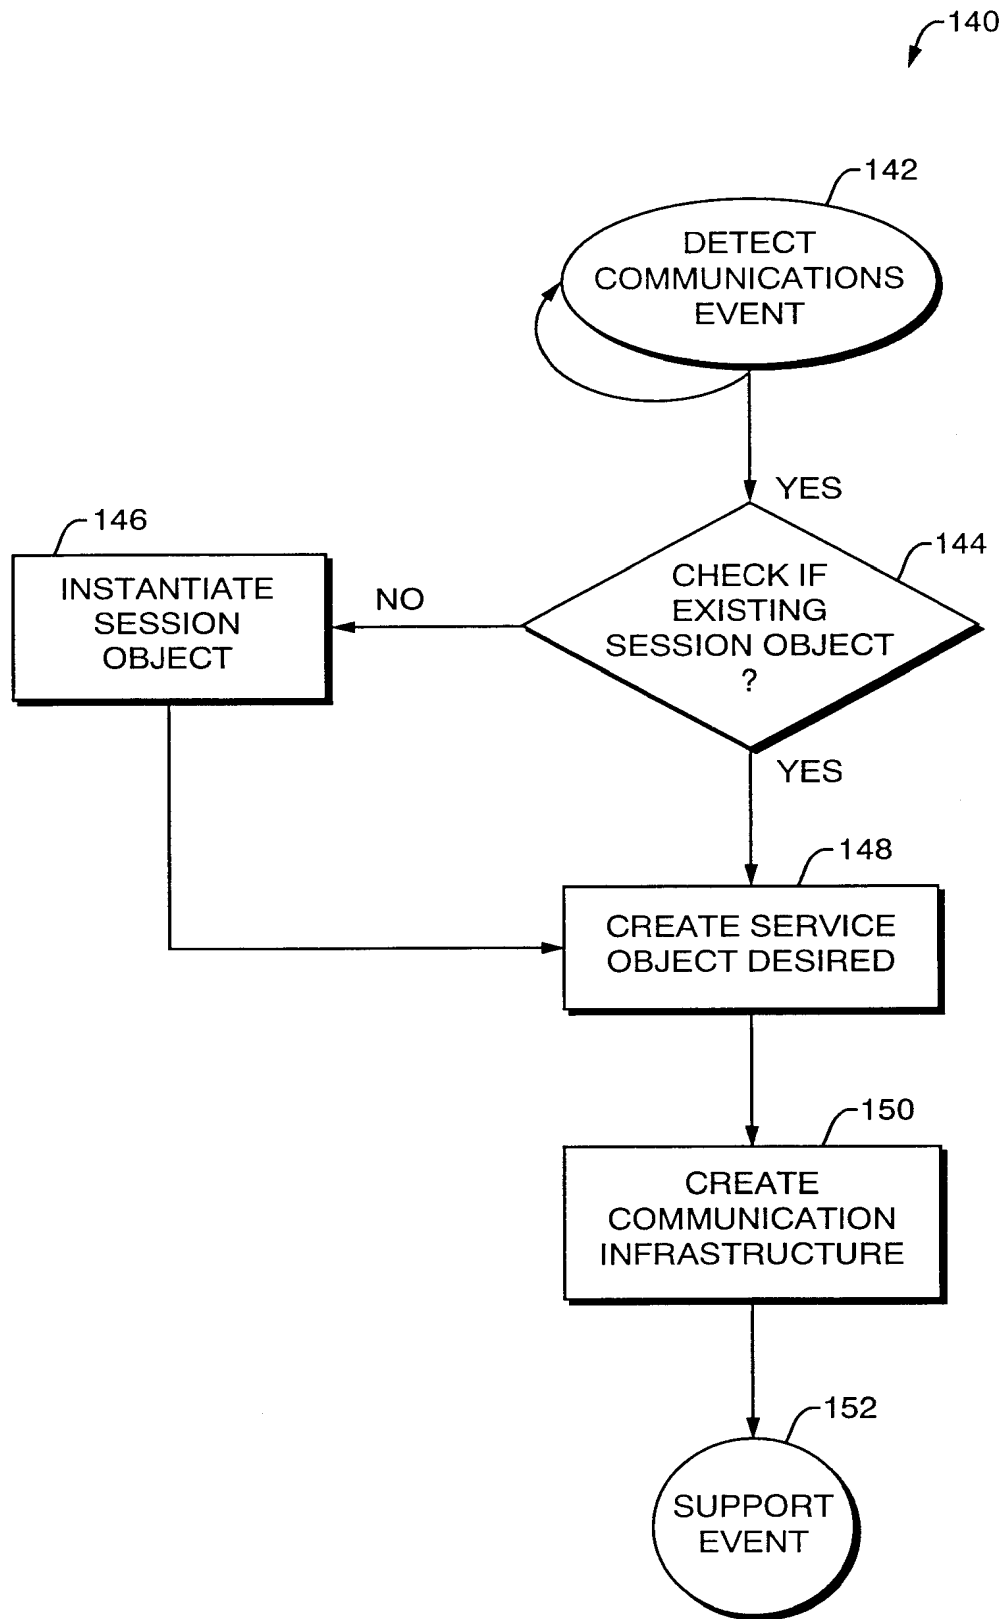 140
142
DETECT
COMMUNICATIONS
EVENT
YES
146
144
INSTANTIATE
SESSION
OBJECT
NO
CHECK IF
EXISTING
SESSION OBJECT
?
YES
148
CREATE SERVICE
OBJECT DESIRED
150
CREATE
COMMUNICATION
INFRASTRUCTURE
152
SUPPORT
EVENT